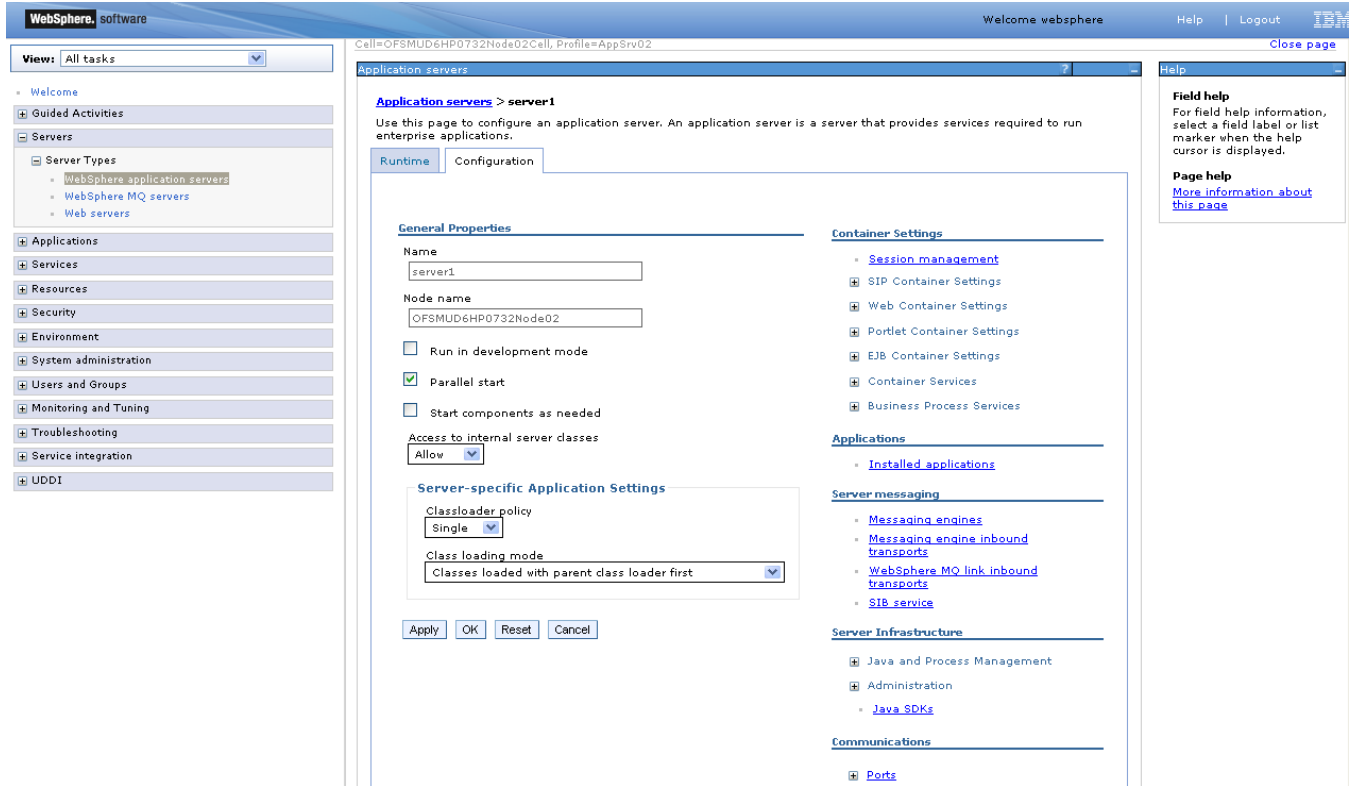 WebSphere. software
Welcome websphere
Help | Logout
IBM
View: All tasks
Welcome
Guided Activities
Servers
Server Types
WebSphere application servers
WebSphere MQ servers
Web servers
Applications
Services
Resources
Security
Environment
System administration
Users and Groups
Monitoring and Tuning
Troubleshooting
Service integration
UDDI
Cell=OFSMUD6HP0732Node02Cell, Profile=AppSrv02
Close page
Application servers
?
Application servers > server1
Use this page to configure an application server. An application server is a server that provides services required to run
enterprise applications.
Runtime
Configuration
General Properties
Name
server1
Node name
OFSMUD6HP0732Node02
Run in development mode
Parallel start
Start components as needed
Access to internal server classes
Allow
Server-specific Application Settings
Classloader policy
Single
Class loading mode
Classes loaded with parent class loader first
Apply
OK
Reset
Cancel
Container Settings
Session management
SIP Container Settings
Web Container Settings
Portlet Container Settings
EJB Container Settings
Container Services
Business Process Services
Applications
Installed applications
Server messaging
Messaging engines
Messaging engine inbound
transports
WebSphere MQ link inbound
transports
SIB service
Server Infrastructure
Java and Process Management
Administration
Java SDKs
Communications
Ports
Help
Field help
For field help information,
select a field label or list
marker when the help
cursor is displayed.
Page help
More information about
this page